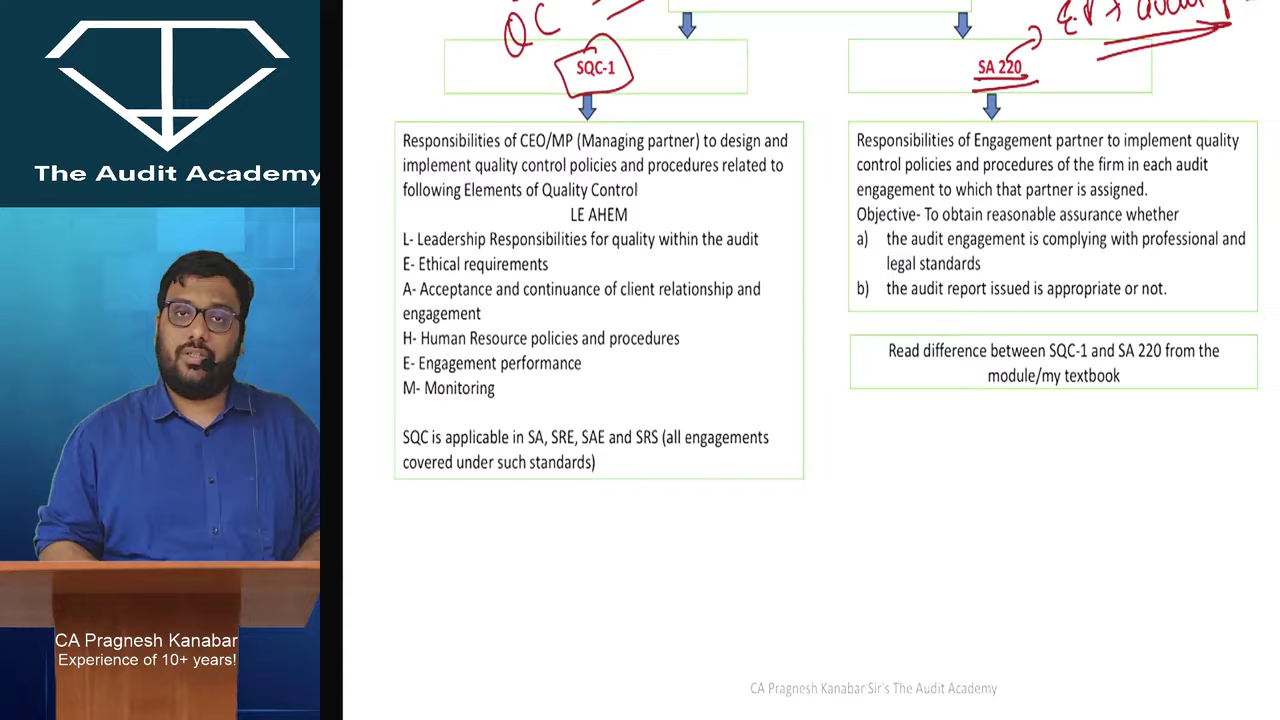 The Audit Academy
QC
SQC-1
SA 220
Responsibilities of CEO/MP (Managing partner) to design and
implement quality control policies and procedures related to
following Elements of Quality Control
LE AHEM
L- Leadership Responsibilities for quality within the audit
E- Ethical requirements
A- Acceptance and continuance of client relationship and
engagement
H- Human Resource policies and procedures
E- Engagement performance
M- Monitoring
SQC is applicable in SA, SRE, SAE and SRS (all engagements
covered under such standards)
Responsibilities of Engagement partner to implement quality
control policies and procedures of the firm in each audit
engagement to which that partner is assigned.
Objective- To obtain reasonable assurance whether
a) the audit engagement is complying with professional and
legal standards
b) the audit report issued is appropriate or not.
Read difference between SQC-1 and SA 220 from the
module/my textbook
CA Pragnesh Kanabar
Experience of 10+ years!
CA Pragnesh Kanabar Sir's The Audit Academy